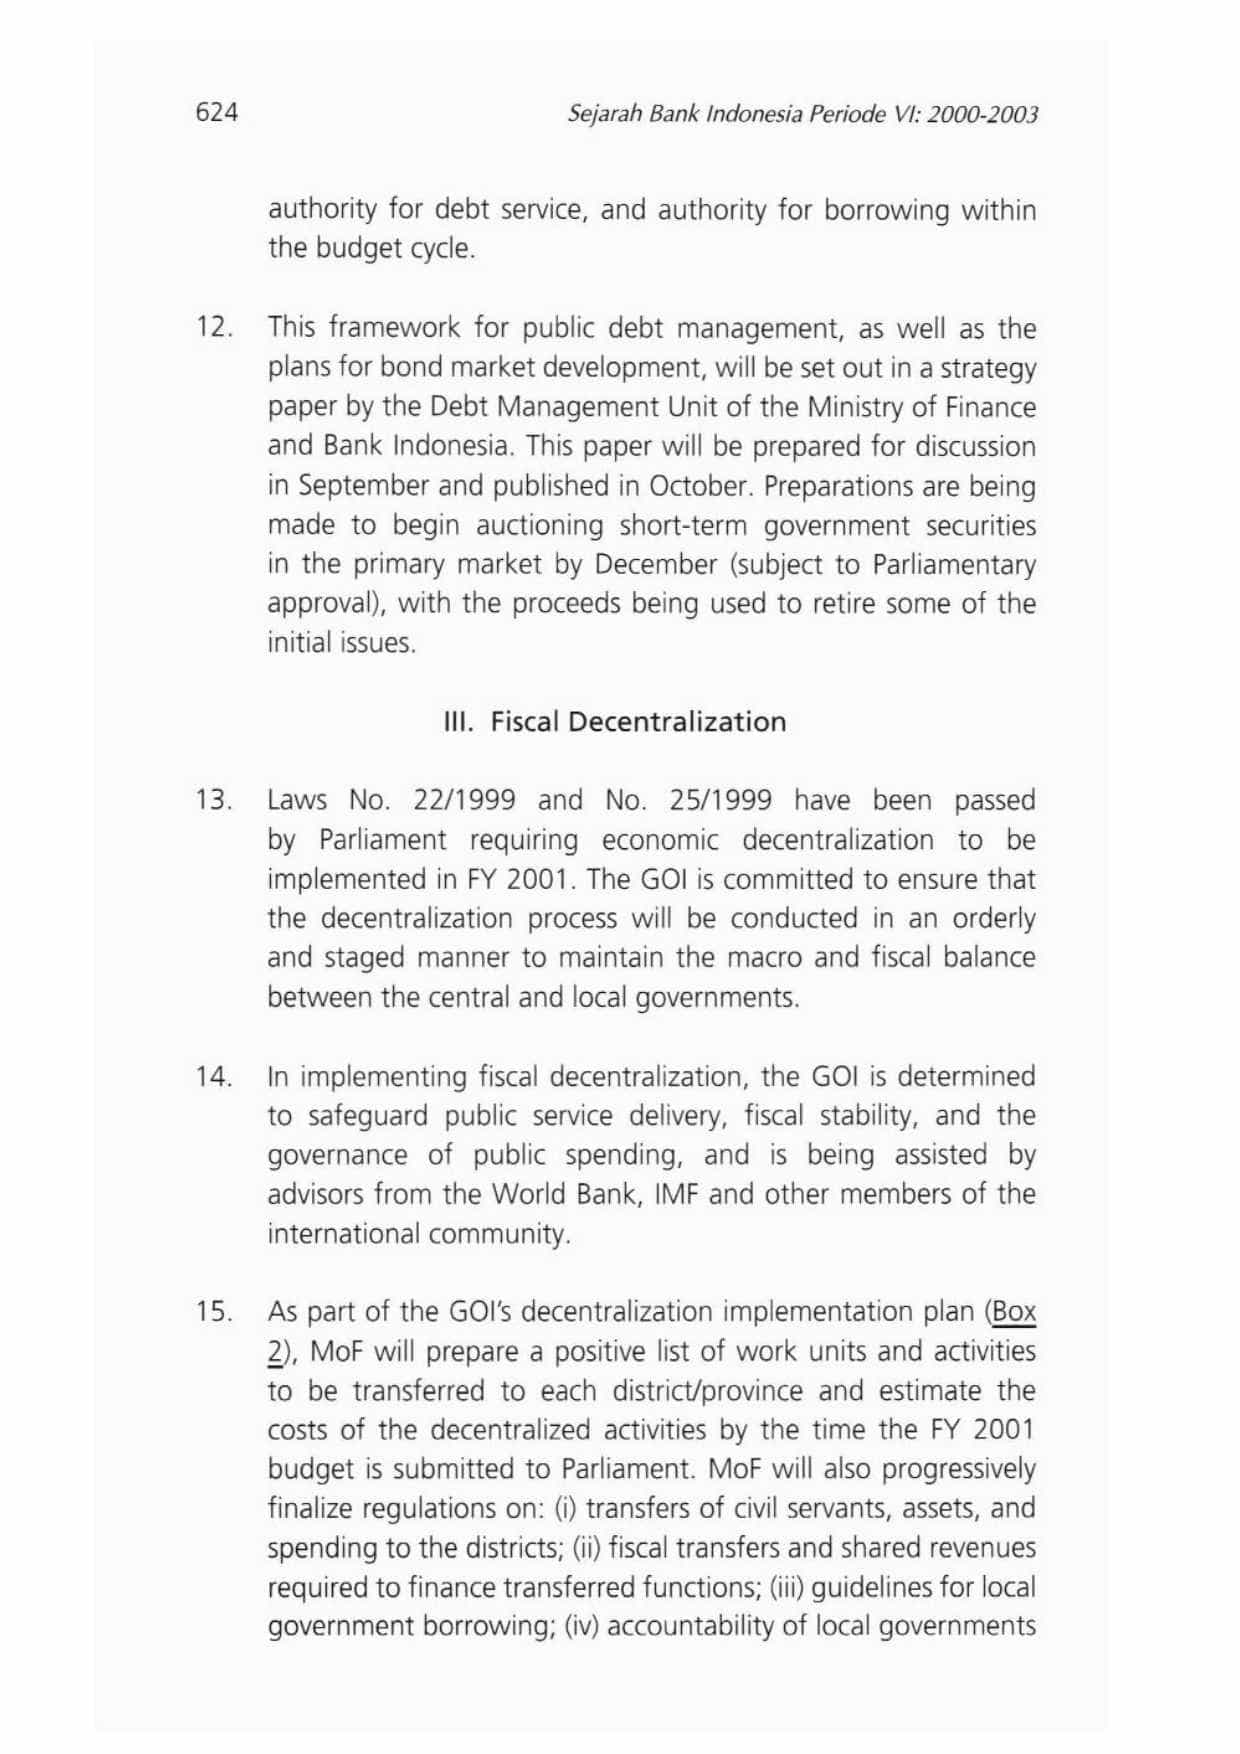 624
Sejarah Bank Indonesia Periode VI: 2000-2003
authority for debt service, and authority for borrowing within
the budget cycle.
12. This framework for public debt management, as well as the
plans for bond market development, will be set out in a strategy
paper by the Debt Management Unit of the Ministry of Finance
and Bank Indonesia. This paper will be prepared for discussion
in September and published in October. Preparations are being
made to begin auctioning short-term government securities
in the primary market by December (subject to Parliamentary
approval), with the proceeds being used to retire some of the
initial issues.
III. Fiscal Decentralization
13. Laws No. 22/1999 and No. 25/1999 have been passed
by Parliament requiring economic decentralization to be
implemented in FY 2001. The GOI is committed to ensure that
the decentralization process will be conducted in an orderly
and staged manner to maintain the macro and fiscal balance
between the central and local governments.
14. In implementing fiscal decentralization, the GOI is determined
to safeguard public service delivery, fiscal stability, and the
governance of public spending, and is being assisted by
advisors from the World Bank, IMF and other members of the
international community.
15. As part of the GOI's decentralization implementation plan (Box
2), MoF will prepare a positive list of work units and activities
to be transferred to each district/province and estimate the
costs of the decentralized activities by the time the FY 2001
budget is submitted to Parliament. MoF will also progressively
finalize regulations on: (i) transfers of civil servants, assets, and
spending to the districts; (ii) fiscal transfers and shared revenues
required to finance transferred functions; (iii) guidelines for local
government borrowing; (iv) accountability of local governments